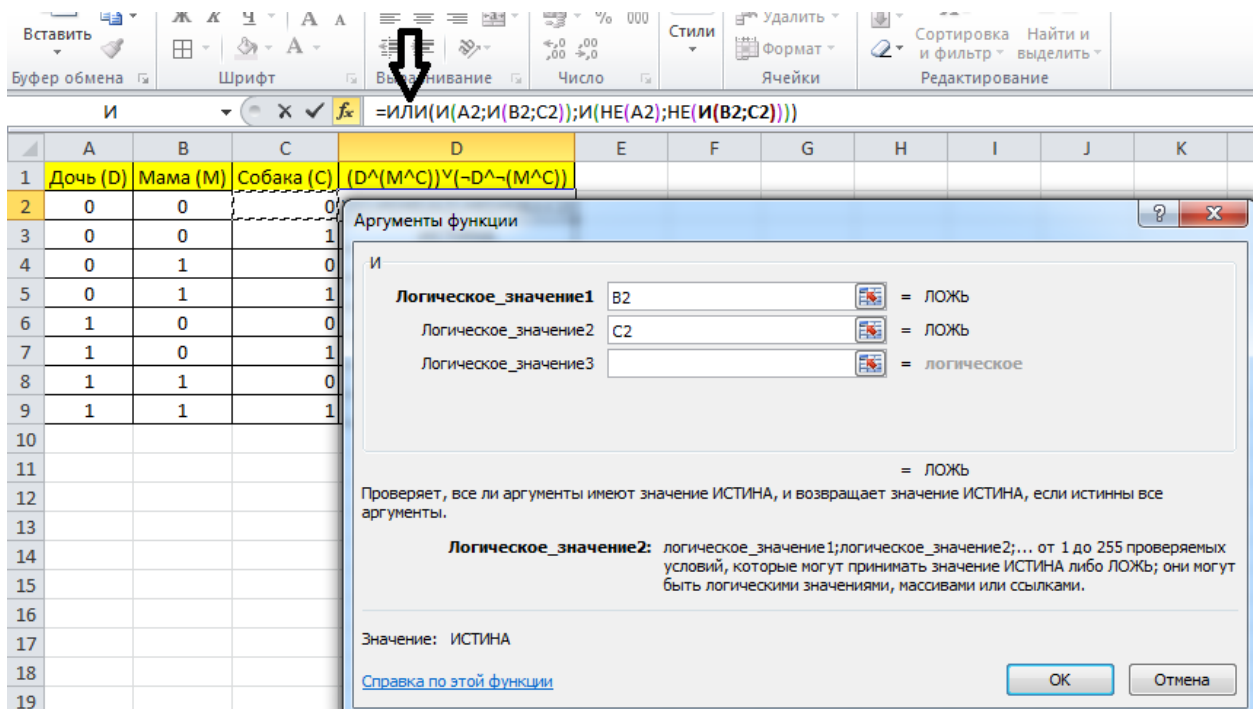 Ж К Ч А А % 000 Удалить
Вставить Стили Сортировка Найти и
Формат и фильтр выделить
Буфер обмена Шрифт Выравнивание Число Ячейки Редактирование
И fx =ИЛИ(И(A2;И(B2;C2));И(НЕ(A2);НЕ(И(B2;C2))))
A B C D E F G H I J K
1 Дочь (D) Мама (М) Собака (С) (D^(M^C))˅(¬D^¬(M^C))
2 0 0 0
3 0 0 1
4 0 1 0
5 0 1 1
6 1 0 0
7 1 0 1
8 1 1 0
9 1 1 1
10
11
12
13
14
15
16
17
18
19
Аргументы функции
И
Логическое_значение1 B2 = ЛОЖЬ
Логическое_значение2 C2 = ЛОЖЬ
Логическое_значение3 = логическое
= ЛОЖЬ
Проверяет, все ли аргументы имеют значение ИСТИНА, и возвращает значение ИСТИНА, если истинны все
аргументы.
Логическое_значение2: логическое_значение1;логическое_значение2;... от 1 до 255 проверяемых
условий, которые могут принимать значение ИСТИНА либо ЛОЖЬ; они могут
быть логическими значениями, массивами или ссылками.
Значение: ИСТИНА
Справка по этой функции OK Отмена